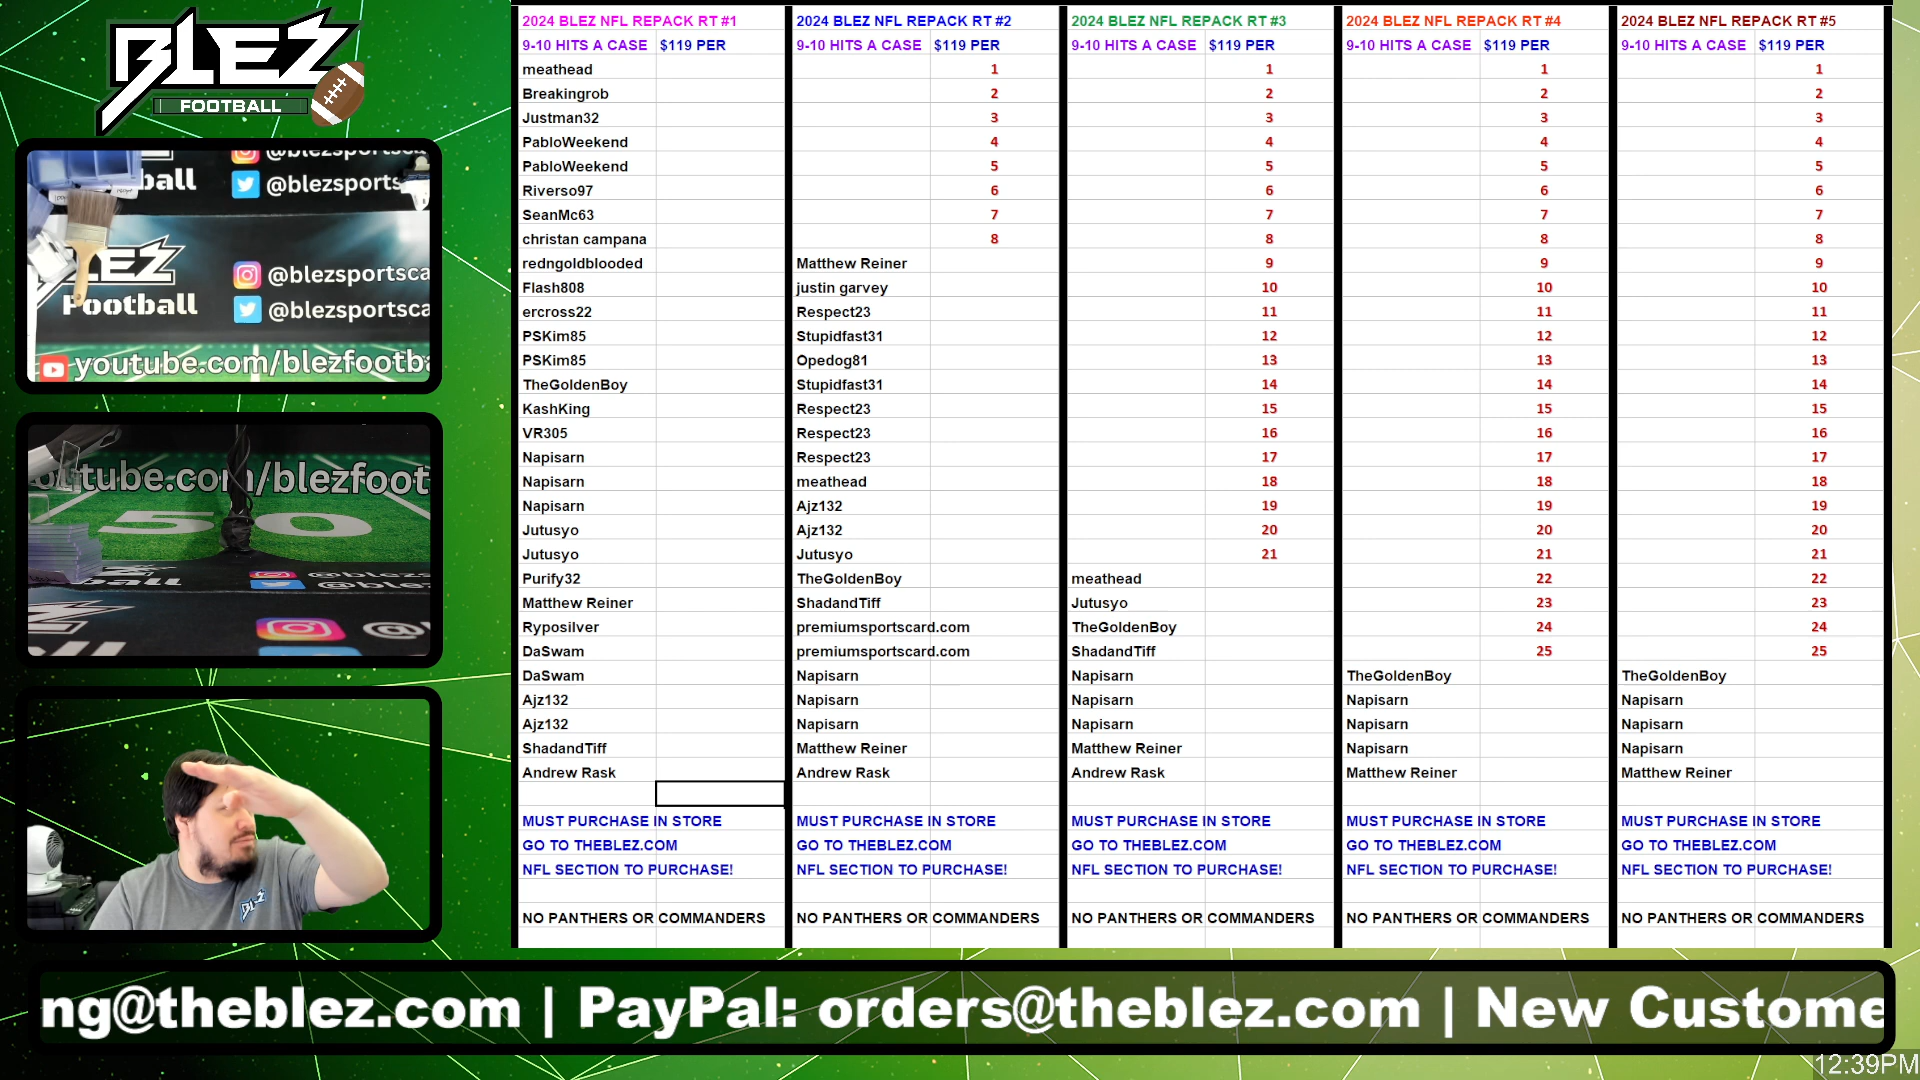 BLEZ
FOOTBALL
@blezsportsca
ball @blezsports
BLEZ @blezsportsca
Football @blezsportsca
youtube.com/blezfootba
utube.com/blezfoot
5 0
BLEZ
2024 BLEZ NFL REPACK RT #1
9-10 HITS A CASE $119 PER
meathead
Breakingrob
Justman32
PabloWeekend
PabloWeekend
Riverso97
SeanMc63
christan campana
redngoldblooded
Flash808
ercross22
PSKim85
PSKim85
TheGoldenBoy
KashKing
VR305
Napisarn
Napisarn
Napisarn
Jutusyo
Jutusyo
Purify32
Matthew Reiner
Ryposilver
DaSwam
DaSwam
Ajz132
Ajz132
ShadandTiff
Andrew Rask
MUST PURCHASE IN STORE
GO TO THEBLEZ.COM
NFL SECTION TO PURCHASE!
NO PANTHERS OR COMMANDERS
2024 BLEZ NFL REPACK RT #2
9-10 HITS A CASE $119 PER
1
2
3
4
5
6
7
8
Matthew Reiner
justin garvey
Respect23
Stupidfast31
Opedog81
Stupidfast31
Respect23
Respect23
Respect23
meathead
Ajz132
Ajz132
Jutusyo
TheGoldenBoy
ShadandTiff
premiumsportscard.com
premiumsportscard.com
Napisarn
Napisarn
Napisarn
Matthew Reiner
Andrew Rask
MUST PURCHASE IN STORE
GO TO THEBLEZ.COM
NFL SECTION TO PURCHASE!
NO PANTHERS OR COMMANDERS
2024 BLEZ NFL REPACK RT #3
9-10 HITS A CASE $119 PER
1
2
3
4
5
6
7
8
9
10
11
12
13
14
15
16
17
18
19
20
21
meathead
Jutusyo
TheGoldenBoy
ShadandTiff
Napisarn
Napisarn
Napisarn
Matthew Reiner
Andrew Rask
MUST PURCHASE IN STORE
GO TO THEBLEZ.COM
NFL SECTION TO PURCHASE!
NO PANTHERS OR COMMANDERS
2024 BLEZ NFL REPACK RT #4
9-10 HITS A CASE $119 PER
1
2
3
4
5
6
7
8
9
10
11
12
13
14
15
16
17
18
19
20
21
22
23
24
25
TheGoldenBoy
Napisarn
Napisarn
Napisarn
Matthew Reiner
MUST PURCHASE IN STORE
GO TO THEBLEZ.COM
NFL SECTION TO PURCHASE!
NO PANTHERS OR COMMANDERS
2024 BLEZ NFL REPACK RT #5
9-10 HITS A CASE $119 PER
1
2
3
4
5
6
7
8
9
10
11
12
13
14
15
16
17
18
19
20
21
22
23
24
25
TheGoldenBoy
Napisarn
Napisarn
Napisarn
Matthew Reiner
MUST PURCHASE IN STORE
GO TO THEBLEZ.COM
NFL SECTION TO PURCHASE!
NO PANTHERS OR COMMANDERS
ng@theblez.com | PayPal: orders@theblez.com | New Custome
12:39PM